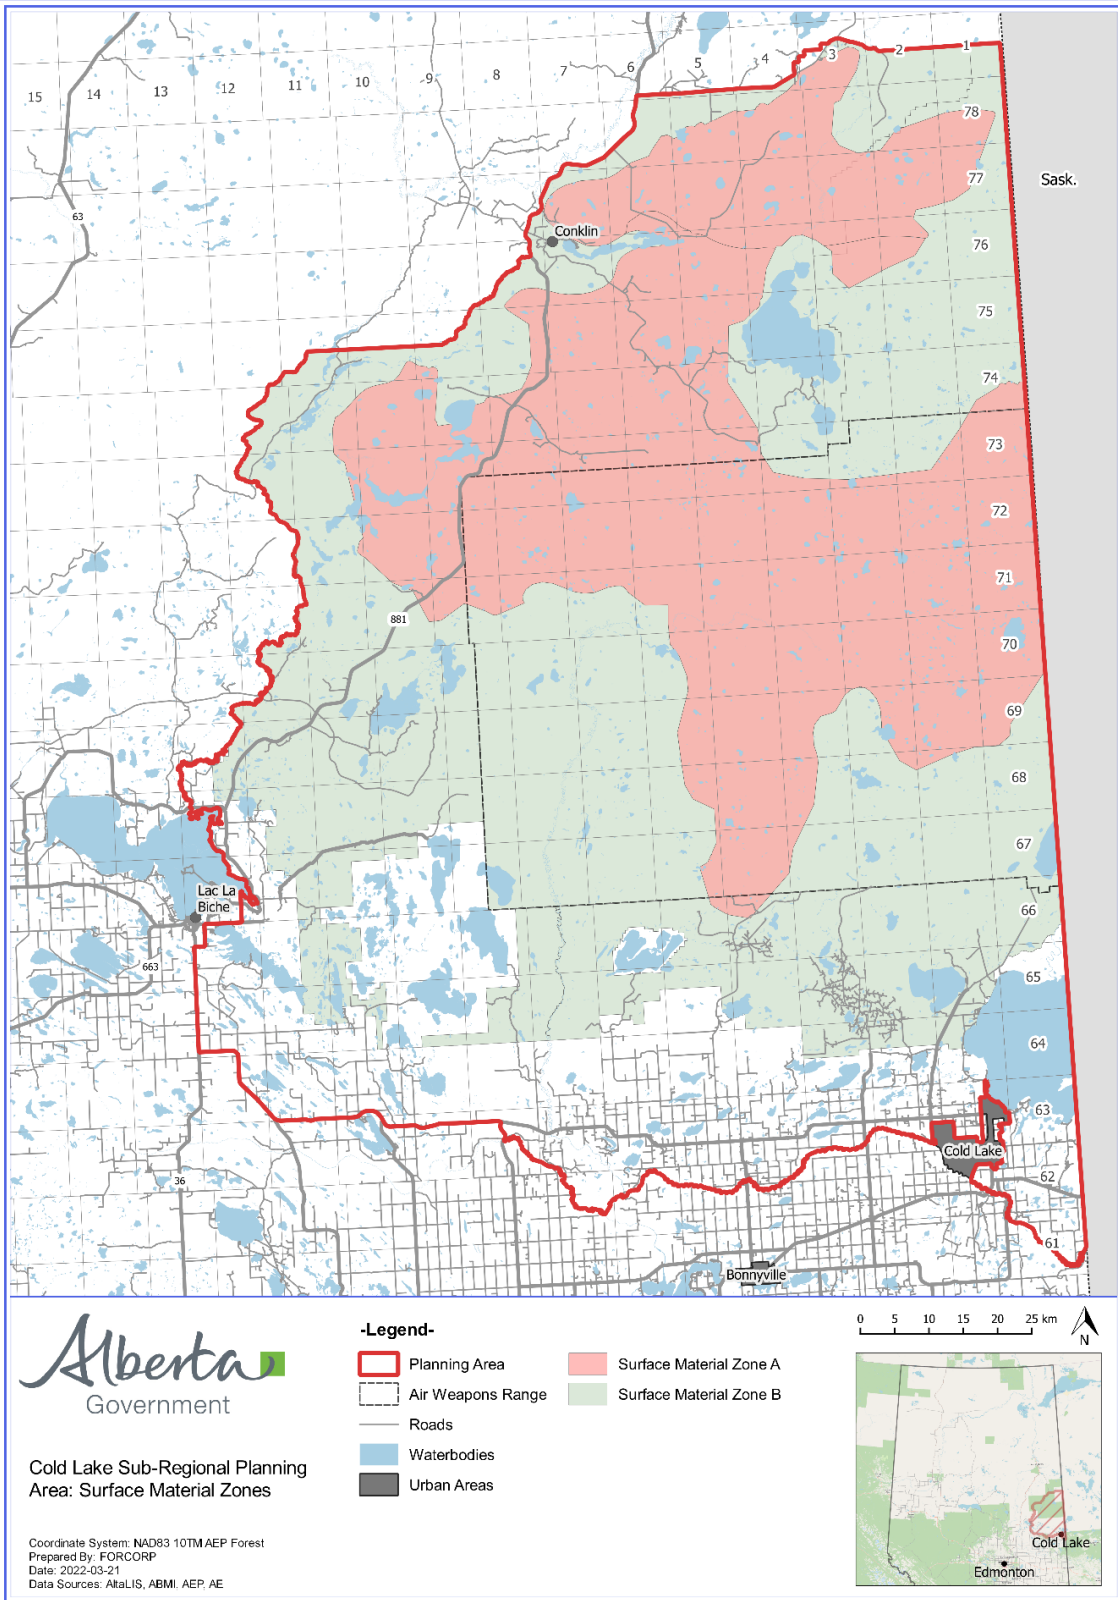 1
2
3
4
5
6
7
8
9
10
11
12
13
14
15
78
77
Sask.
63
Conklin
76
75
74
73
72
71
881
70
69
68
67
Lac La
Biche
66
663
65
64
63
Cold Lake
62
36
61
Bonnyville
Alberta
Government
Cold Lake Sub-Regional Planning
Area: Surface Material Zones
Coordinate System: NAD83 10TM AEP Forest
Prepared By: FORCORP
Date: 2022-03-21
Data Sources: AltaLIS, ABMI, AEP, AE
-Legend-
Planning Area
Air Weapons Range
Roads
Waterbodies
Urban Areas
Surface Material Zone A
Surface Material Zone B
0 5 10 15 20 25 km
N
Cold Lake
Edmonton